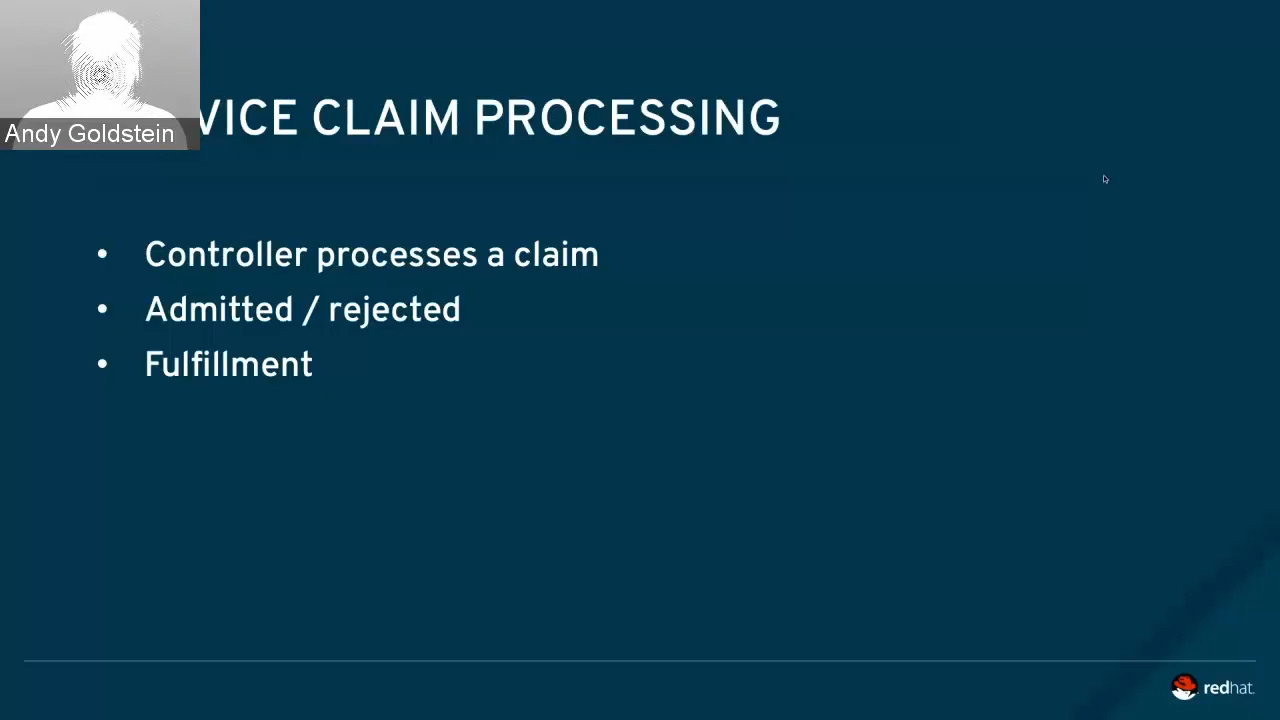 VICE CLAIM PROCESSING
Andy Goldstein
• Controller processes a claim
• Admitted / rejected
• Fulfillment
redhat.